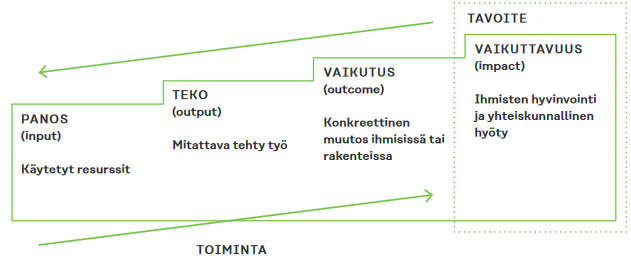 TAVOITE
VAIKUTTAVUUS
(impact)
Ihmisten hyvinvointi
ja yhteiskunnallinen
hyöty
VAIKUTUS
(outcome)
Konkreettinen
muutos ihmisissä tai
rakenteissa
TEKO
(output)
Mitattava tehty työ
PANOS
(input)
Käytetyt resurssit
TOIMINTA